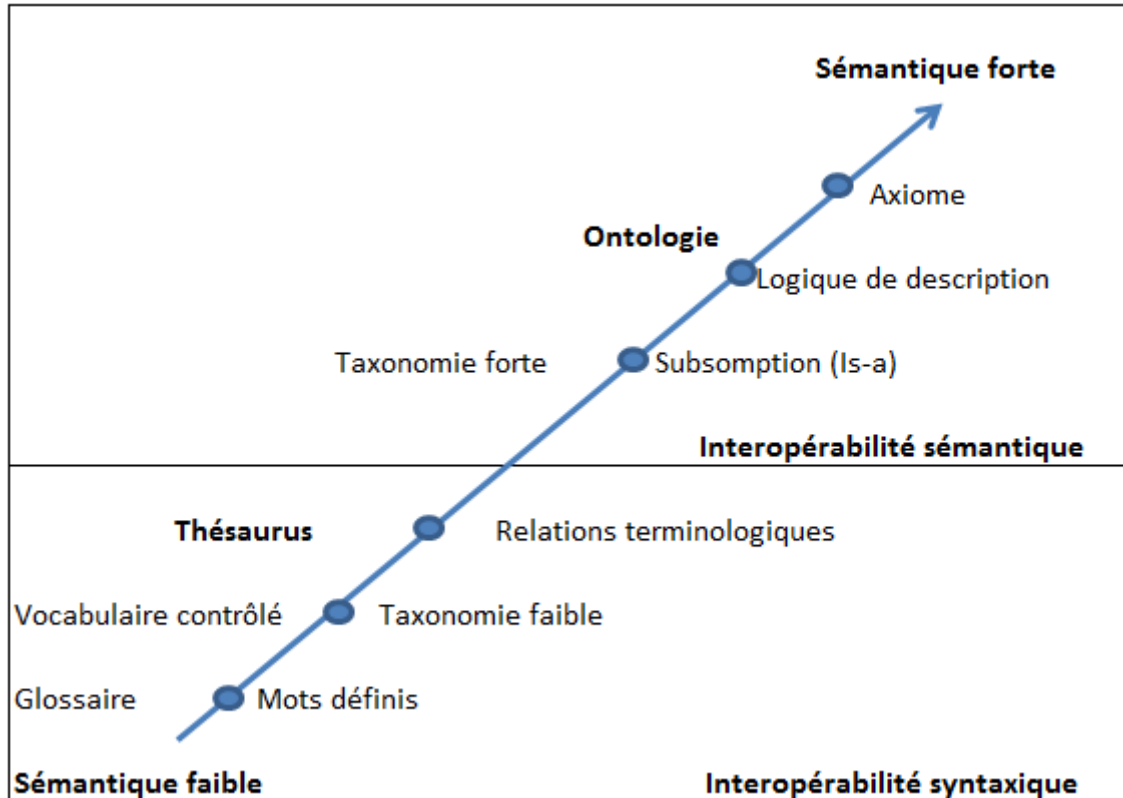 Sémantique forte
Axiome
Ontologie
Logique de description
Taxonomie forte Subsomption (Is-a)
Interopérabilité sémantique
Thésaurus Relations terminologiques
Vocabulaire contrôlé Taxonomie faible
Glossaire Mots définis
Sémantique faible Interopérabilité syntaxique